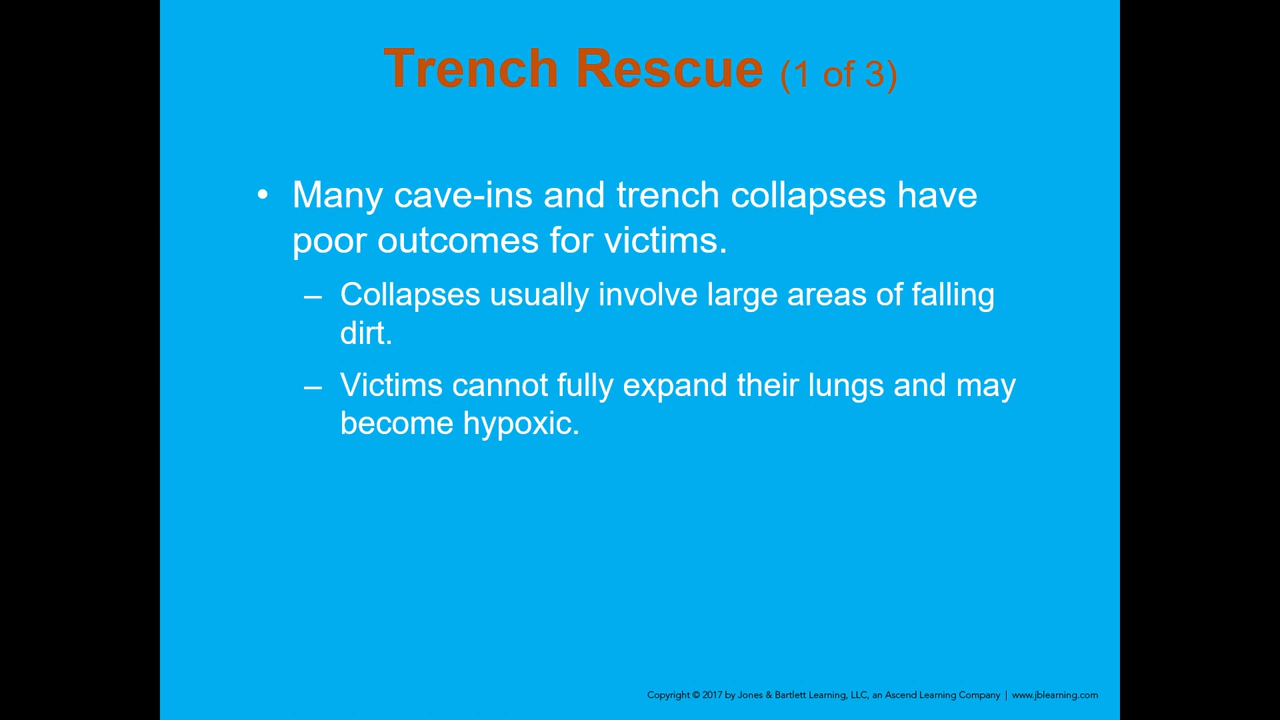 Trench Rescue (1 of 3)
• Many cave-ins and trench collapses have
poor outcomes for victims.
– Collapses usually involve large areas of falling
dirt.
– Victims cannot fully expand their lungs and may
become hypoxic.
Copyright © 2017 by Jones & Bartlett Learning, LLC, an Ascend Learning Company | www.jblearning.com